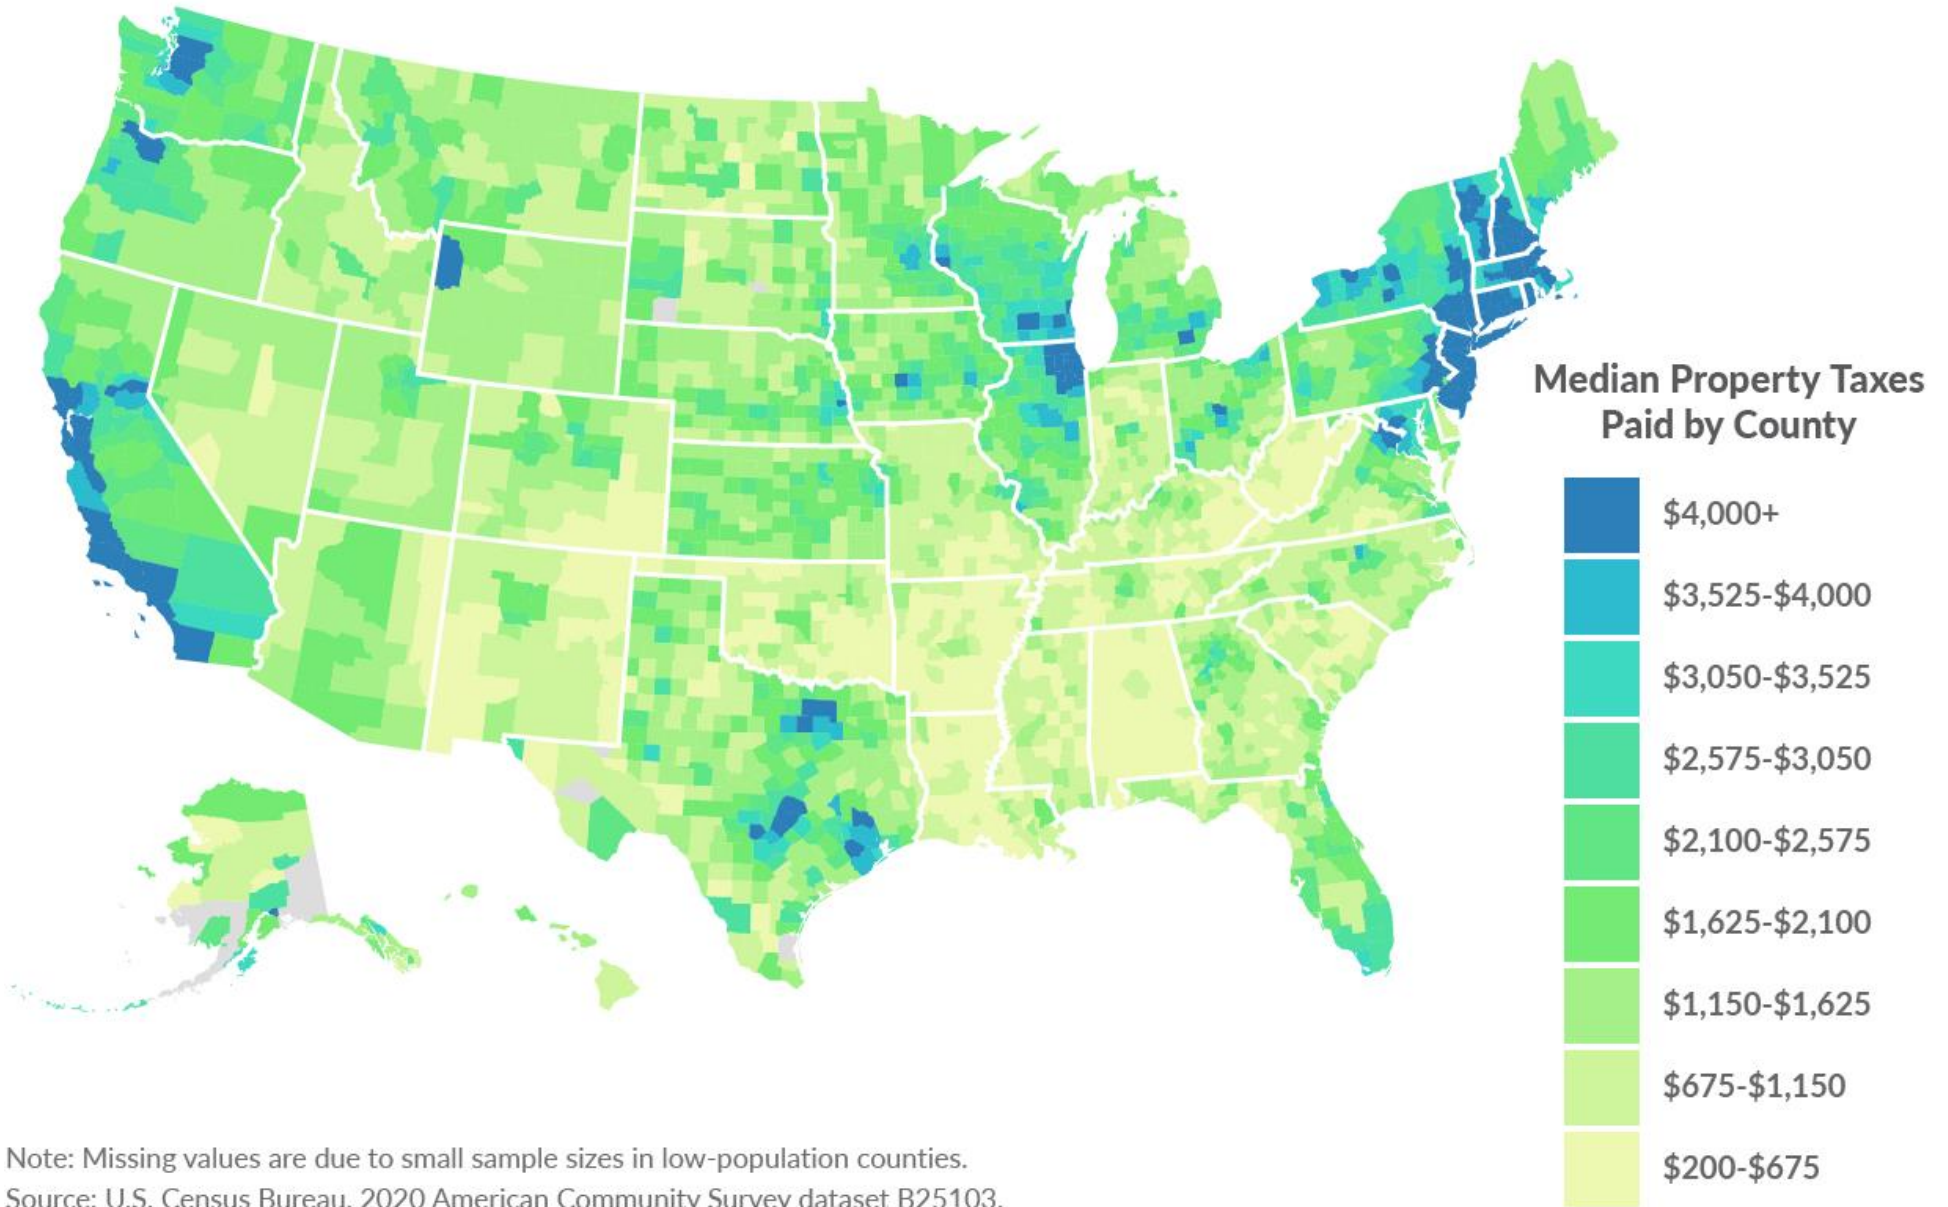 Median Property Taxes
Paid by County
$4,000+
$3,525-$4,000
$3,050-$3,525
$2,575-$3,050
$2,100-$2,575
$1,625-$2,100
$1,150-$1,625
$675-$1,150
$200-$675
Note: Missing values are due to small sample sizes in low-population counties.
Source: U.S. Census Bureau, 2020 American Community Survey dataset B25103.